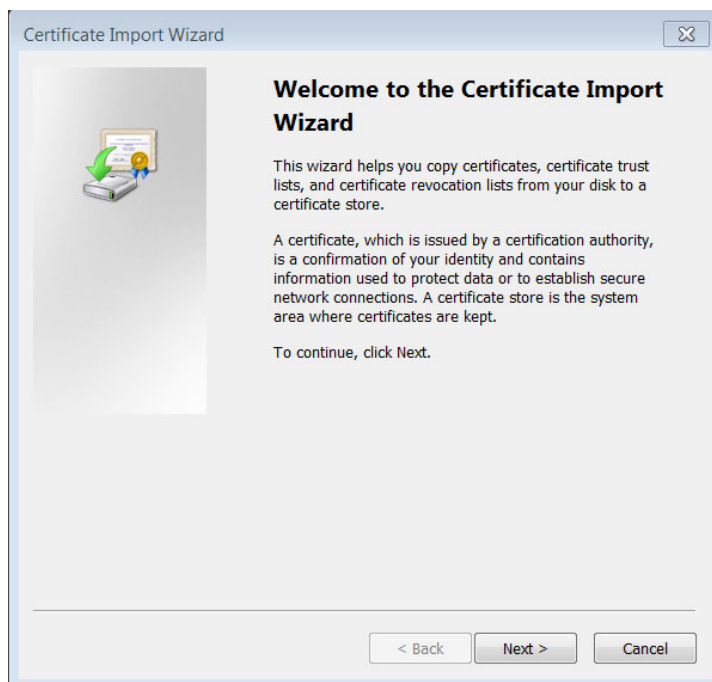 Certificate Import Wizard
Welcome to the Certificate Import
Wizard
This wizard helps you copy certificates, certificate trust
lists, and certificate revocation lists from your disk to a
certificate store.
A certificate, which is issued by a certification authority,
is a confirmation of your identity and contains
information used to protect data or to establish secure
network connections. A certificate store is the system
area where certificates are kept.
To continue, click Next.
< Back Next > Cancel